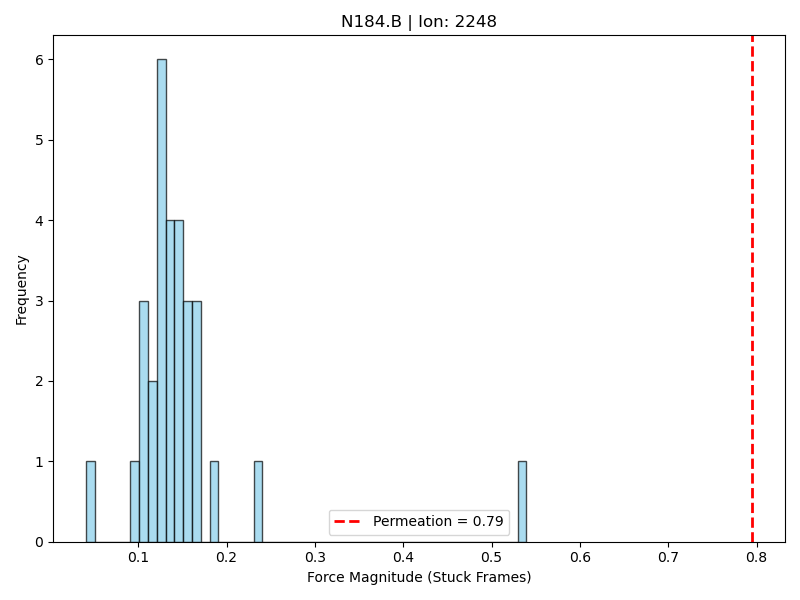 N184.B | Ion: 2248
Frequency
6
5
4
3
2
1
0
Permeation = 0.79
0.1 0.2 0.3 0.4 0.5 0.6 0.7 0.8
Force Magnitude (Stuck Frames)